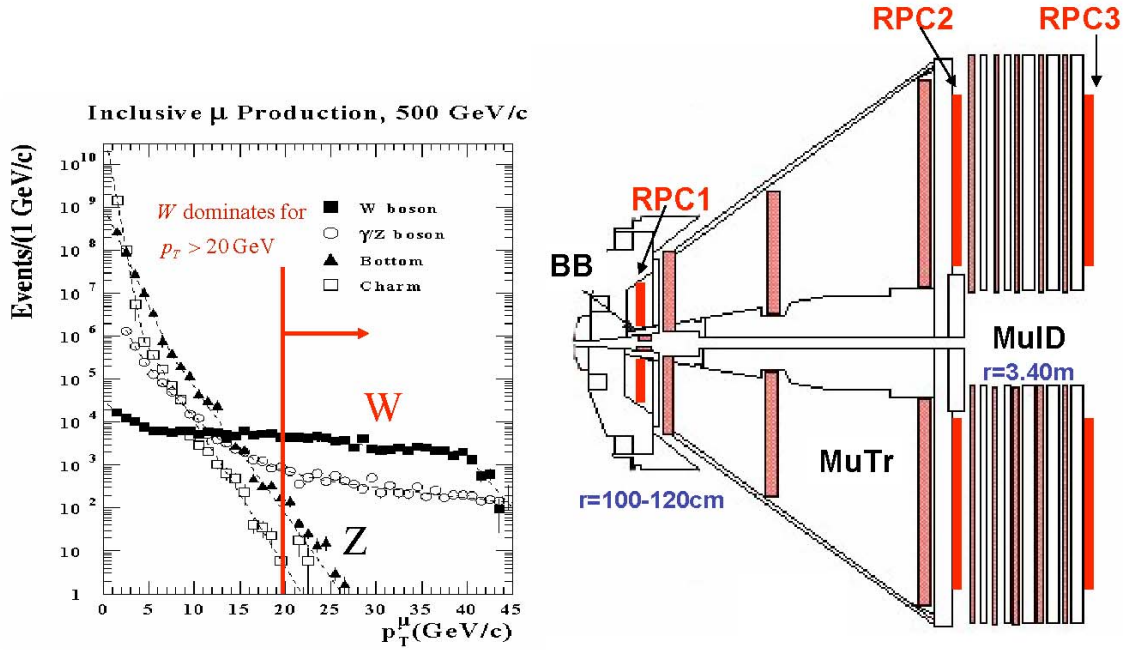 Inclusive μ Production, 500 GeV/c
Events/(1 GeV/c)
10^10
10^9
10^8
10^7
10^6
10^5
10^4
10^3
10^2
10
1
W dominates for
p_T > 20 GeV
W boson
γ/Z boson
Bottom
Charm
W
Z
0 5 10 15 20 25 30 35 40 45
p_T^μ(GeV/c)
RPC2
RPC3
RPC1
BB
MuID
r=3.40m
MuTr
r=100-120cm